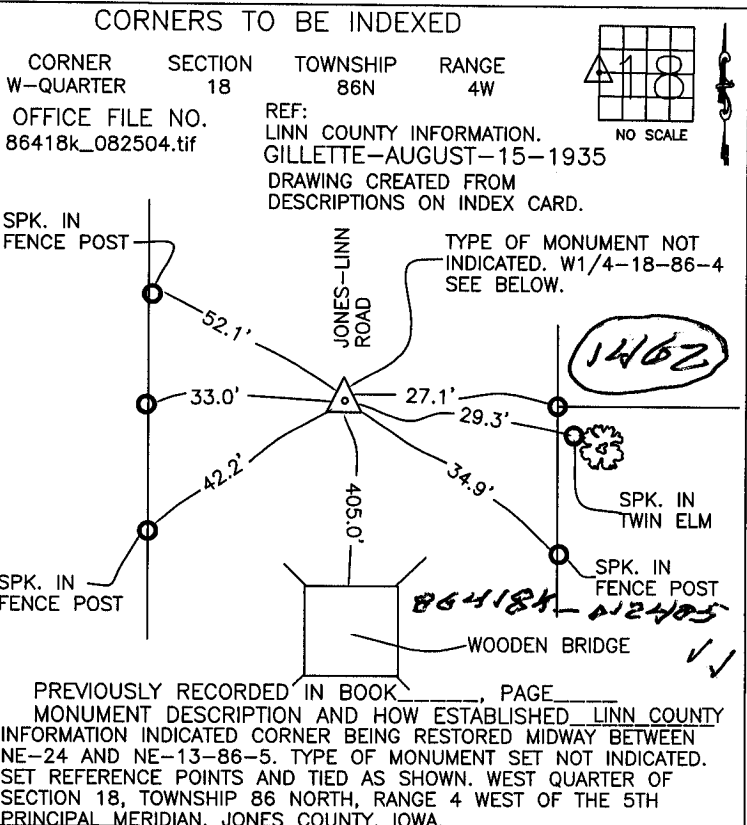 CORNERS TO BE INDEXED
CORNER SECTION TOWNSHIP RANGE
W-QUARTER 18 86N 4W
18
NO SCALE
OFFICE FILE NO.
86418k_082504.tif
REF:
LINN COUNTY INFORMATION.
GILLETTE-AUGUST-15-1935
DRAWING CREATED FROM
DESCRIPTIONS ON INDEX CARD.
SPK. IN
FENCE POST
JONES-LINN
ROAD
TYPE OF MONUMENT NOT
INDICATED. W1/4-18-86-4
SEE BELOW.
1462
52.1'
33.0'
27.1'
29.3'
42.2'
405.0'
34.9'
SPK. IN
TWIN ELM
SPK. IN
FENCE POST
SPK. IN
FENCE POST
86418K-012405
WOODEN BRIDGE
PREVIOUSLY RECORDED IN BOOK______, PAGE_____
MONUMENT DESCRIPTION AND HOW ESTABLISHED__LINN COUNTY
INFORMATION INDICATED CORNER BEING RESTORED MIDWAY BETWEEN
NE-24 AND NE-13-86-5. TYPE OF MONUMENT SET NOT INDICATED.
SET REFERENCE POINTS AND TIED AS SHOWN. WEST QUARTER OF
SECTION 18, TOWNSHIP 86 NORTH, RANGE 4 WEST OF THE 5TH
PRINCIPAL MERIDIAN, JONES COUNTY, IOWA.